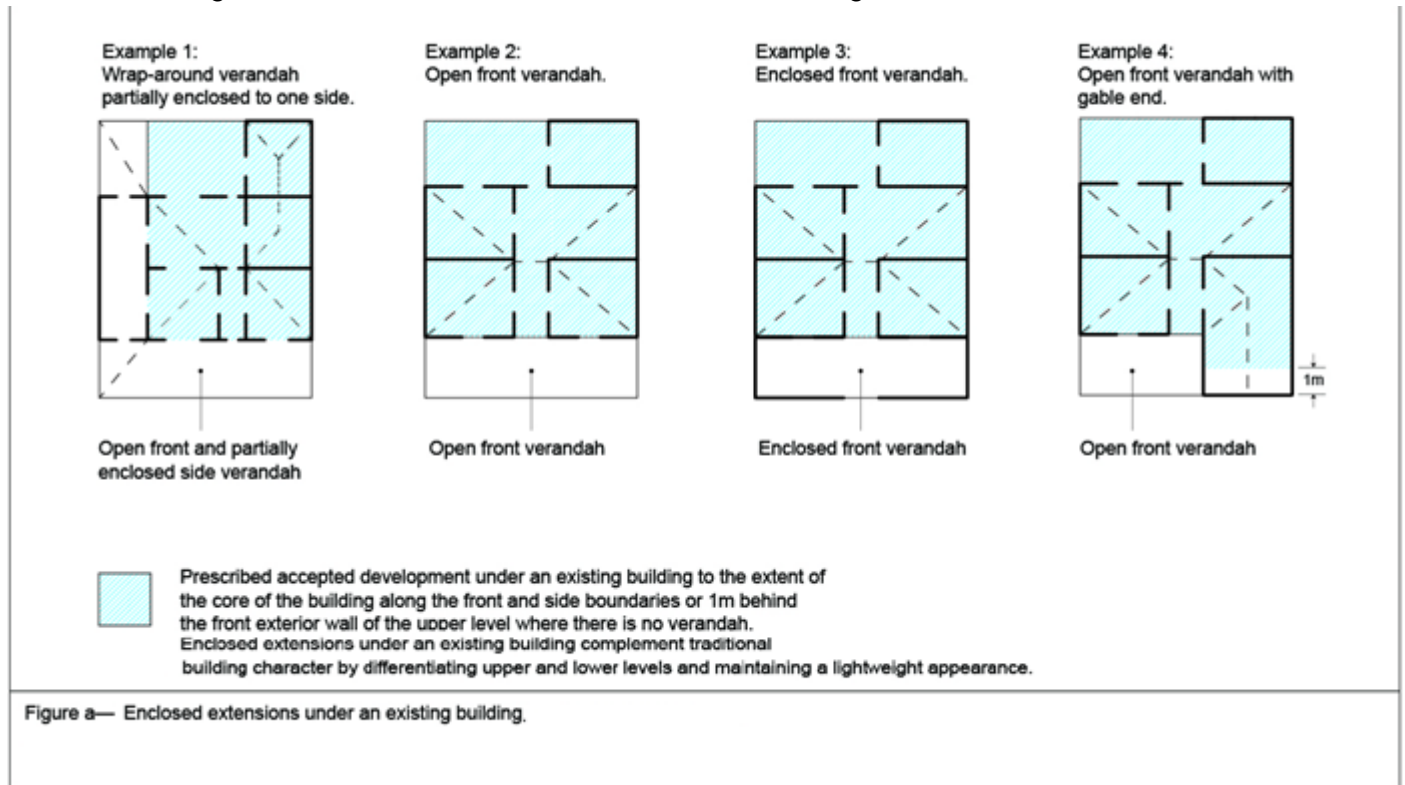 Example 1:
Wrap-around verandah
partially enclosed to one side.
Example 2:
Open front verandah.
Example 3:
Enclosed front verandah.
Example 4:
Open front verandah with
gable end.
1m
Open front and partially
enclosed side verandah
Open front verandah
Enclosed front verandah
Open front verandah
Prescribed accepted development under an existing building to the extent of
the core of the building along the front and side boundaries or 1m behind
the front exterior wall of the upper level where there is no verandah.
Enclosed extensions under an existing building complement traditional
building character by differentiating upper and lower levels and maintaining a lightweight appearance.
Figure a— Enclosed extensions under an existing building.